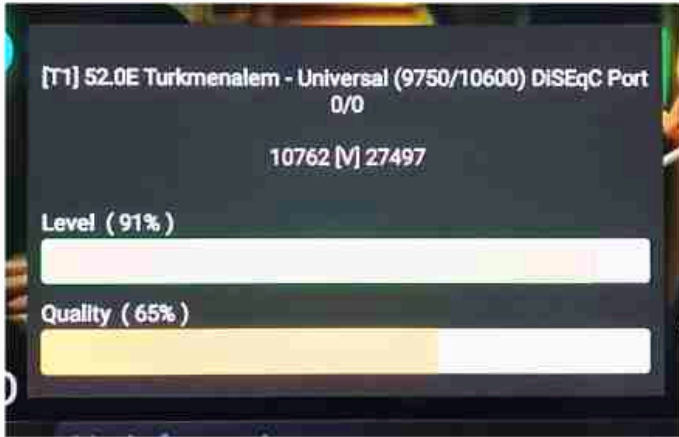 [T1] 52.0E Turkmenalem - Universal (9750/10600) DiSEqC Port
0/0
10762 [V] 27497
Level ( 91% )
Quality ( 65% )